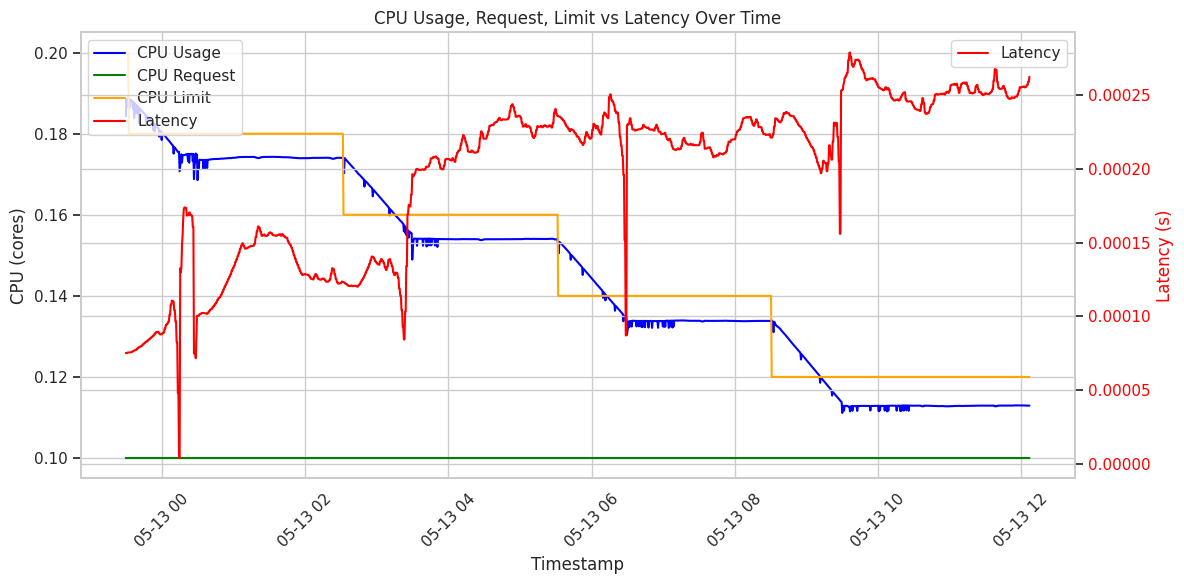 CPU Usage, Request, Limit vs Latency Over Time
CPU Usage
CPU Request
CPU Limit
Latency
Latency
0.20
0.18
0.16
0.14
0.12
0.10
CPU (cores)
0.00025
0.00020
0.00015
0.00010
0.00005
0.00000
Latency (s)
05-13 00
05-13 02
05-13 04
05-13 06
05-13 08
05-13 10
05-13 12
Timestamp